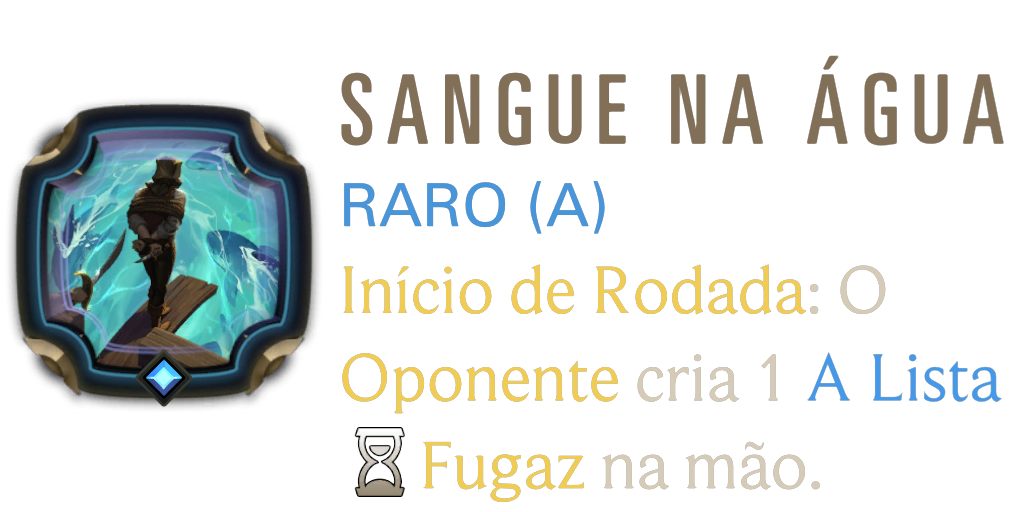 SANGUE NA ÁGUA
RARO (A)
Início de Rodada: O
Oponente cria 1 A Lista
Fugaz na mão.